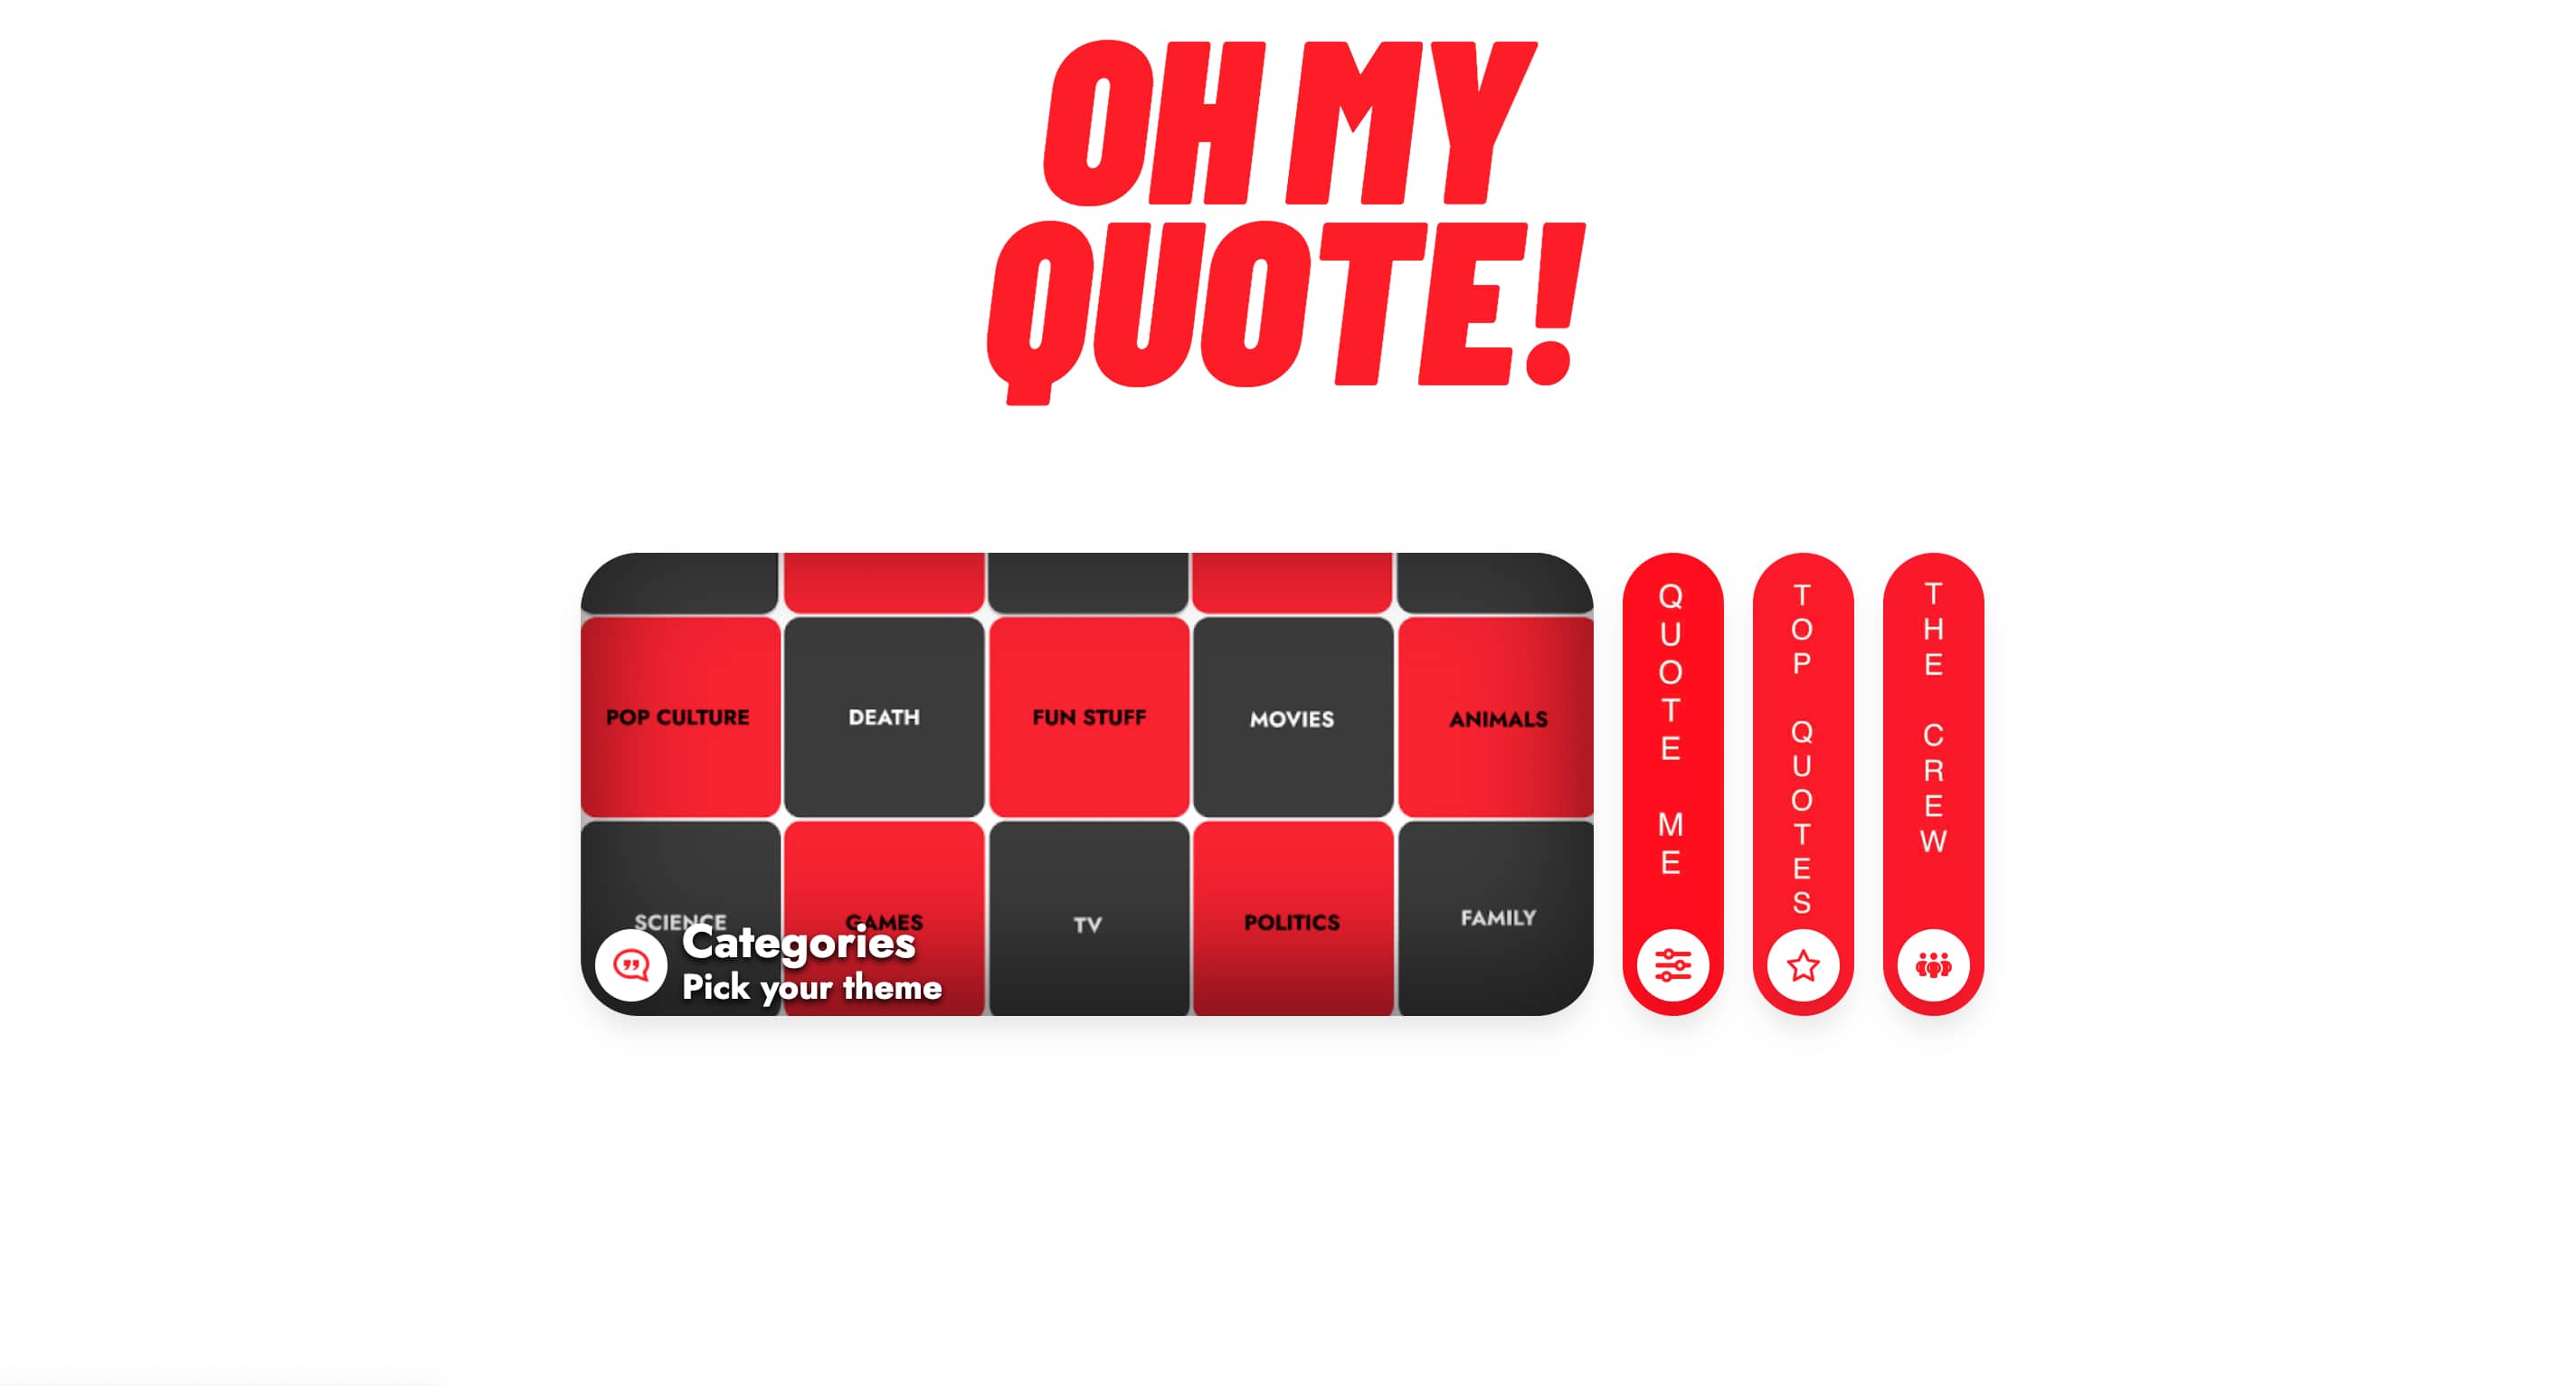 OH MY
QUOTE!
POP CULTURE
DEATH
FUN STUFF
MOVIES
ANIMALS
SCIENCE
GAMES
TV
POLITICS
FAMILY
Categories
Pick your theme
QUOTE ME
TOP QUOTES
THE CREW